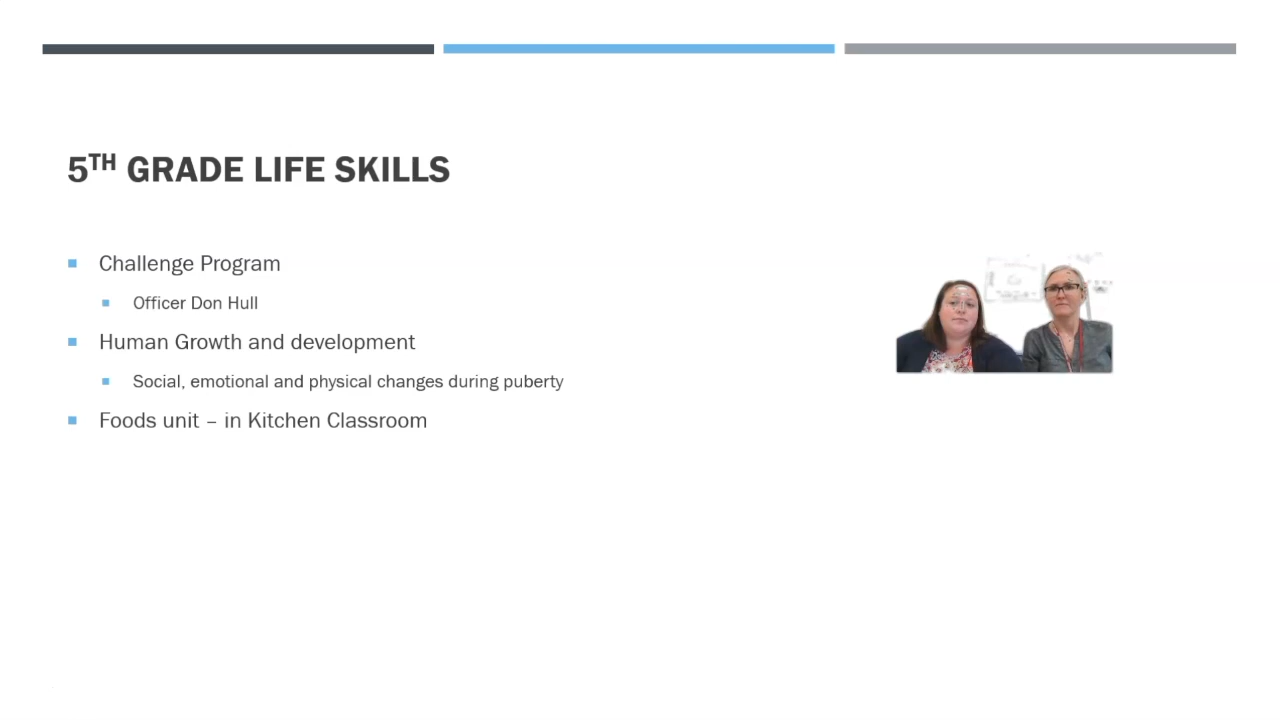 5TH GRADE LIFE SKILLS
Challenge Program
Officer Don Hull
Human Growth and development
Social, emotional and physical changes during puberty
Foods unit – in Kitchen Classroom